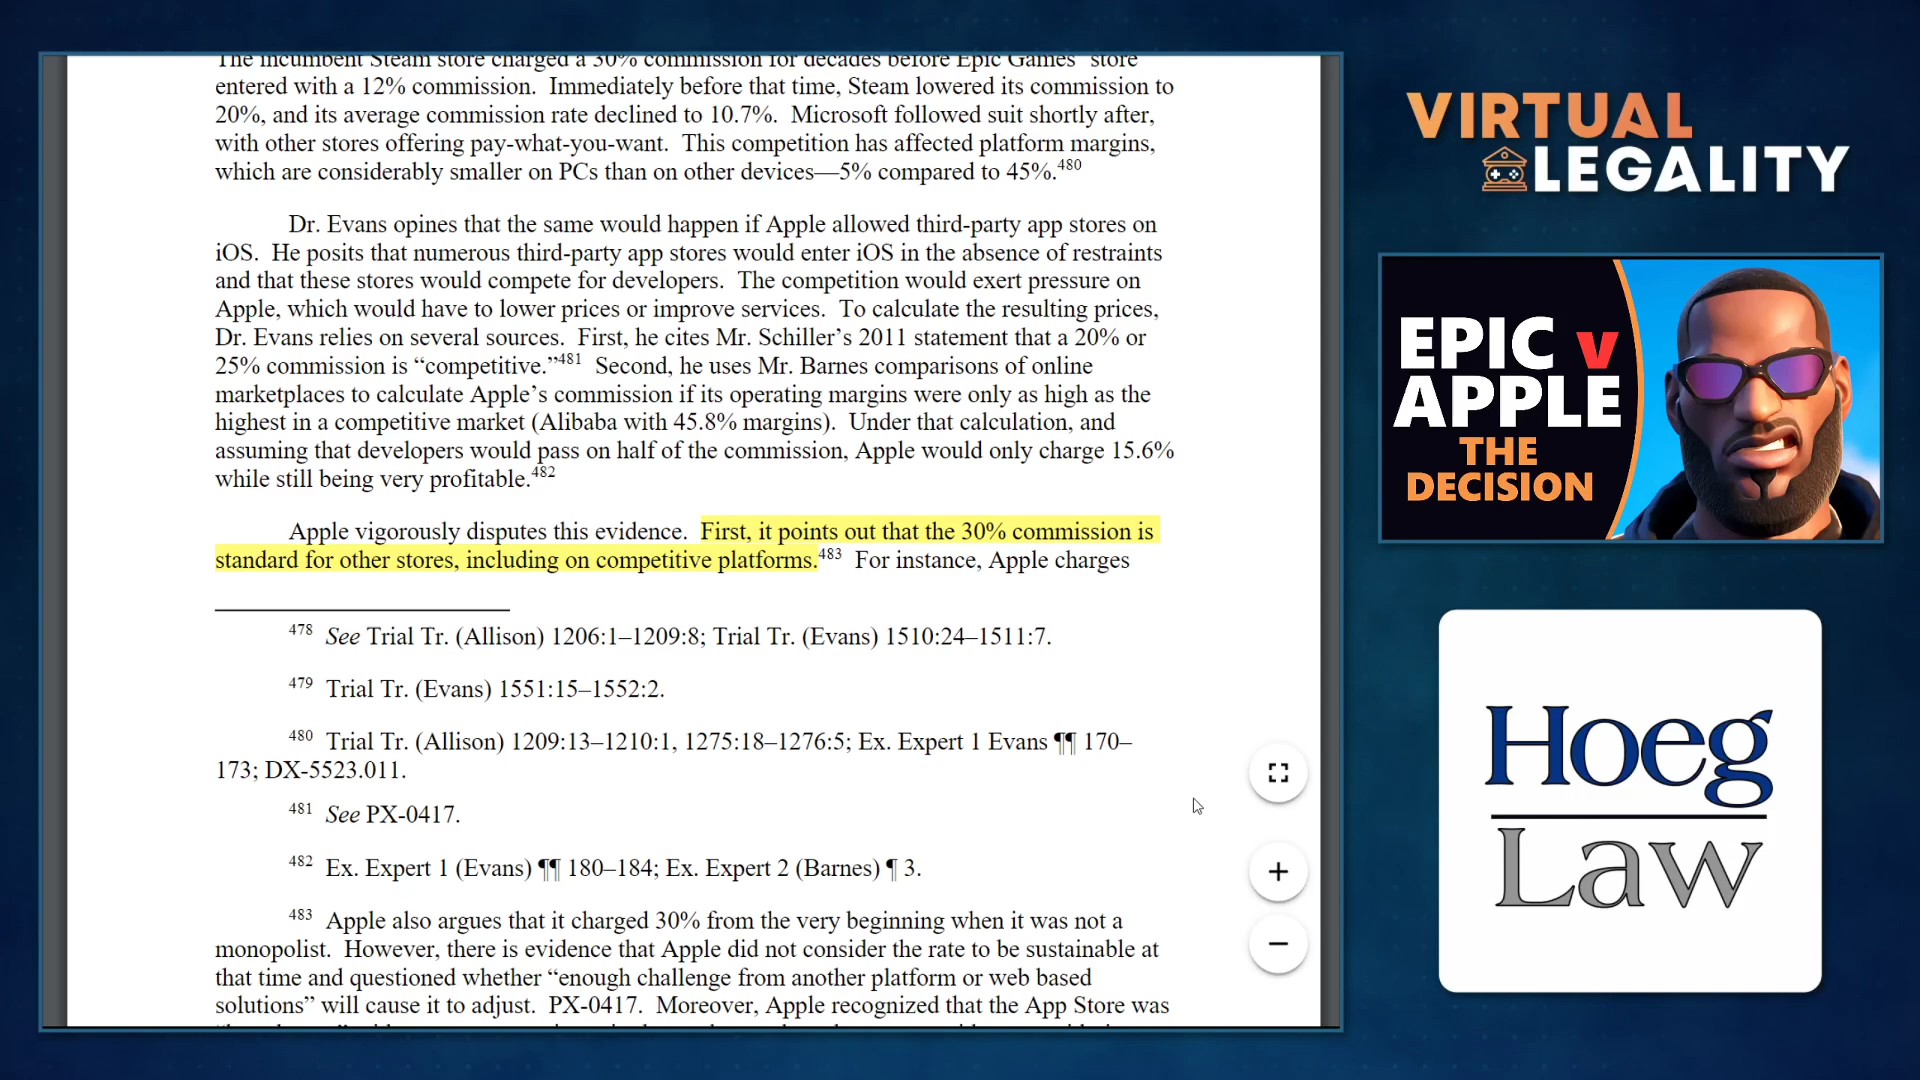 The incumbent Steam store charged a 30% commission for decades before Epic Games' store
entered with a 12% commission. Immediately before that time, Steam lowered its commission to
20%, and its average commission rate declined to 10.7%. Microsoft followed suit shortly after,
with other stores offering pay-what-you-want. This competition has affected platform margins,
which are considerably smaller on PCs than on other devices—5% compared to 45%.480
Dr. Evans opines that the same would happen if Apple allowed third-party app stores on
iOS. He posits that numerous third-party app stores would enter iOS in the absence of restraints
and that these stores would compete for developers. The competition would exert pressure on
Apple, which would have to lower prices or improve services. To calculate the resulting prices,
Dr. Evans relies on several sources. First, he cites Mr. Schiller's 2011 statement that a 20% or
25% commission is “competitive.”481 Second, he uses Mr. Barnes comparisons of online
marketplaces to calculate Apple's commission if its operating margins were only as high as the
highest in a competitive market (Alibaba with 45.8% margins). Under that calculation, and
assuming that developers would pass on half of the commission, Apple would only charge 15.6%
while still being very profitable.482
Apple vigorously disputes this evidence. First, it points out that the 30% commission is
standard for other stores, including on competitive platforms.483 For instance, Apple charges
478 See Trial Tr. (Allison) 1206:1–1209:8; Trial Tr. (Evans) 1510:24–1511:7.
479 Trial Tr. (Evans) 1551:15–1552:2.
480 Trial Tr. (Allison) 1209:13–1210:1, 1275:18–1276:5; Ex. Expert 1 Evans ¶¶ 170–
173; DX-5523.011.
481 See PX-0417.
482 Ex. Expert 1 (Evans) ¶¶ 180–184; Ex. Expert 2 (Barnes) ¶ 3.
483 Apple also argues that it charged 30% from the very beginning when it was not a
monopolist. However, there is evidence that Apple did not consider the rate to be sustainable at
that time and questioned whether “enough challenge from another platform or web based
solutions” will cause it to adjust. PX-0417. Moreover, Apple recognized that the App Store was
VIRTUAL
LEGALITY
EPIC v
APPLE
THE
DECISION
Hoeg
Law